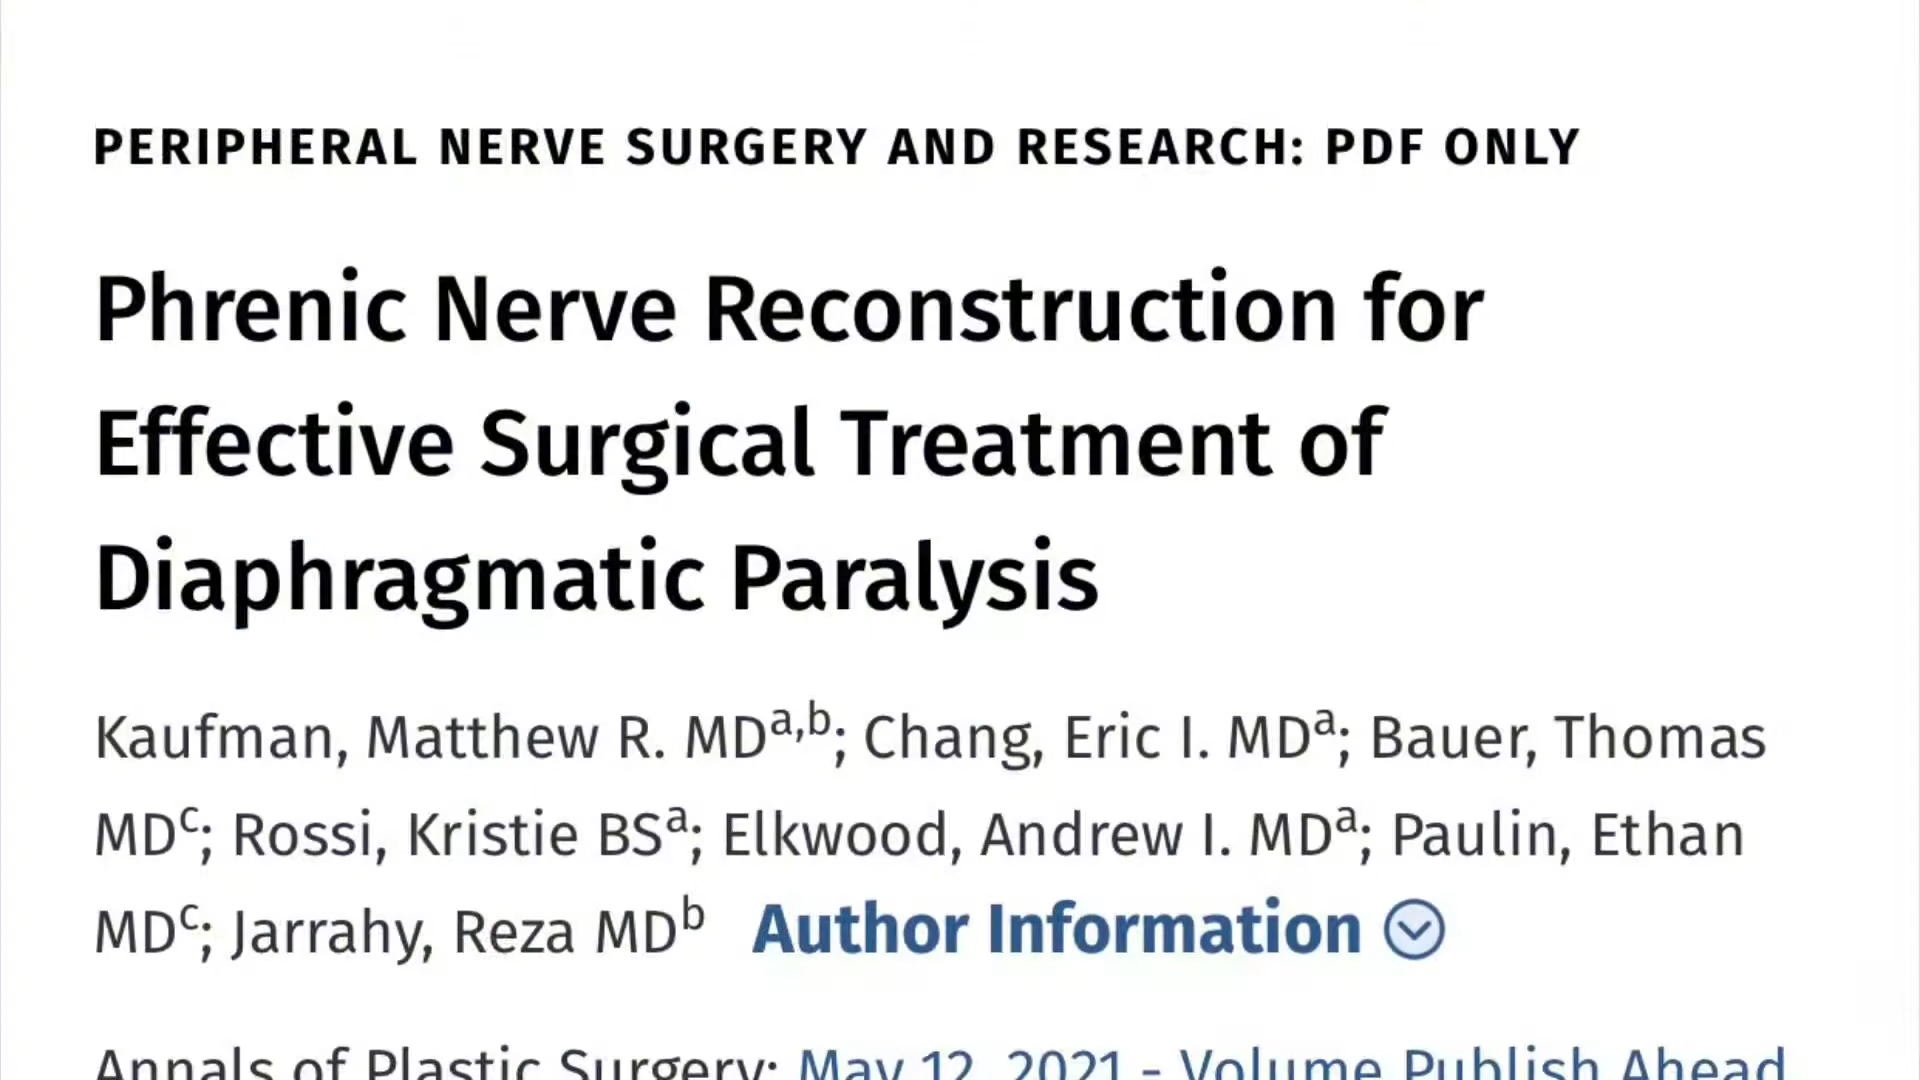 PERIPHERAL NERVE SURGERY AND RESEARCH: PDF ONLY
Phrenic Nerve Reconstruction for
Effective Surgical Treatment of
Diaphragmatic Paralysis
Kaufman, Matthew R. MDa,b; Chang, Eric I. MDa; Bauer, Thomas
MDc; Rossi, Kristie BSa; Elkwood, Andrew I. MDa; Paulin, Ethan
MDc; Jarrahy, Reza MDb Author Information
Annals of Plastic Surgery: May 12, 2021 - Volume Publish Ahead